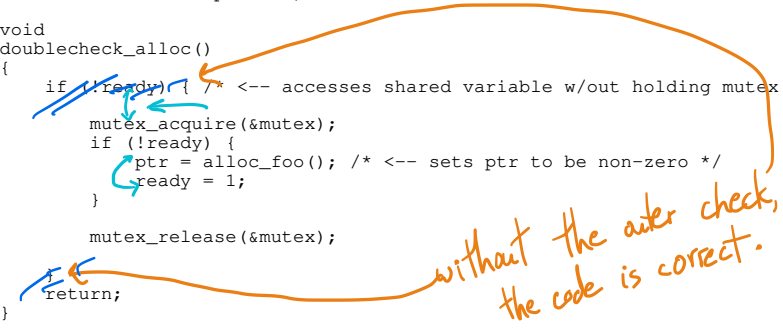 void
doublecheck_alloc()
{
    if (!ready) { /* <-- accesses shared variable w/out holding mutex
        mutex_acquire(&mutex);
        if (!ready) {
            ptr = alloc_foo(); /* <-- sets ptr to be non-zero */
            ready = 1;
        }
        mutex_release(&mutex);
    }
    return;
}
without the outer check,
the code is correct.